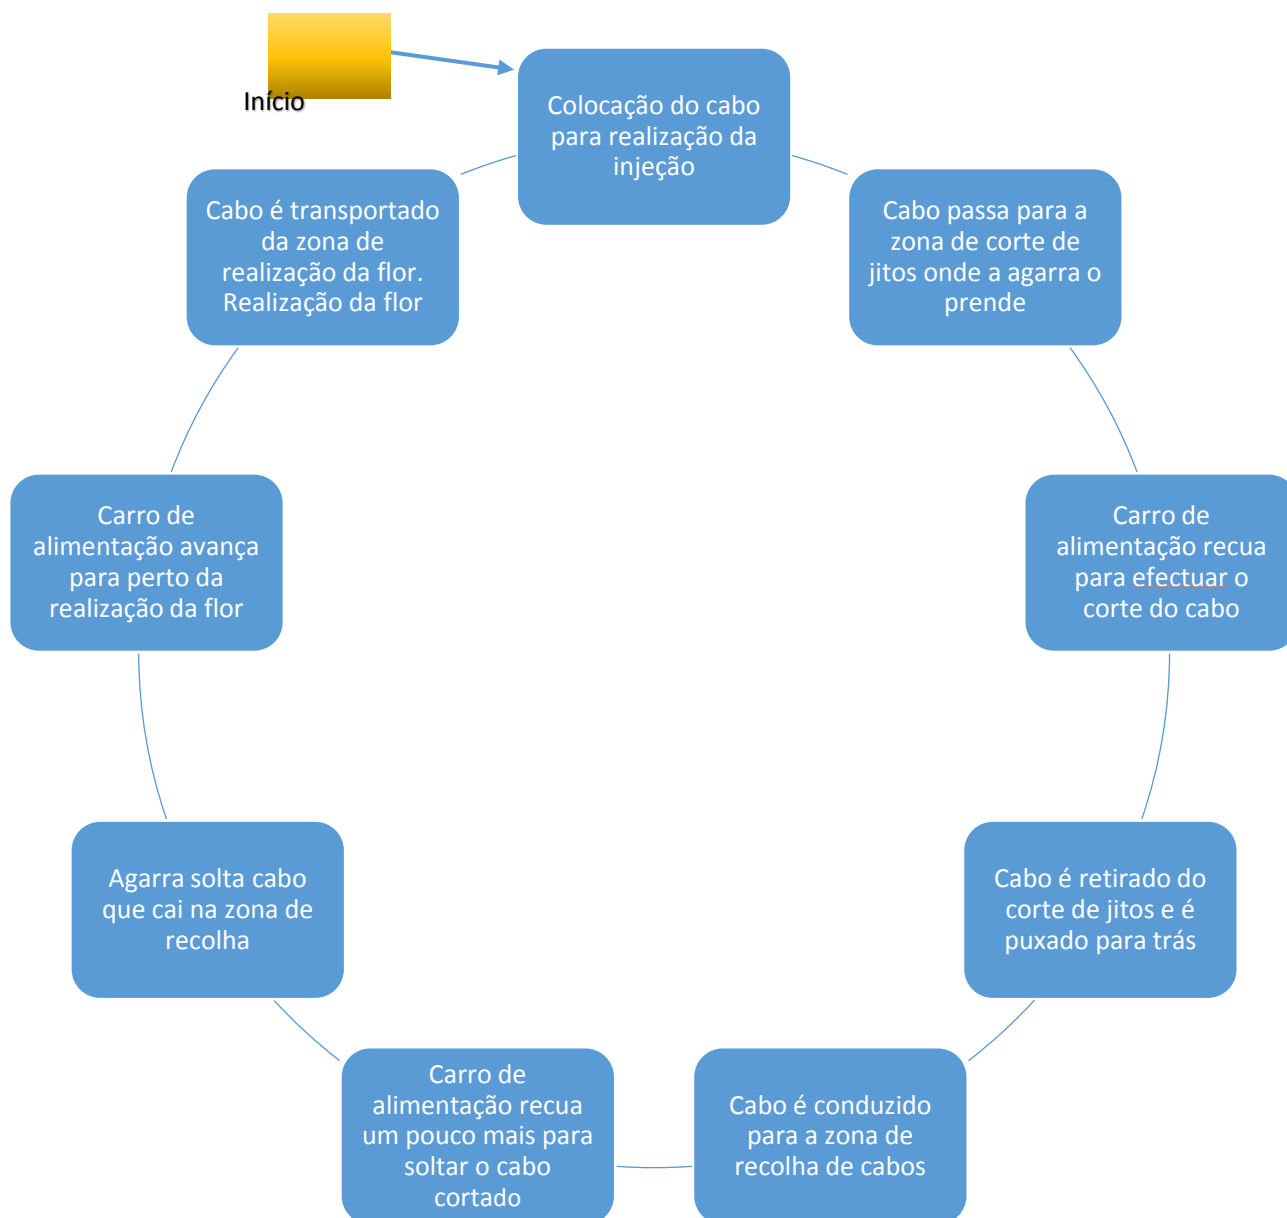 Início
Colocação do cabo
para realização da
injeção
Cabo passa para a
zona de corte de
jitos onde a agarra o
prende
Carro de
alimentação recua
para efectuar o
corte do cabo
Cabo é retirado do
corte de jitos e é
puxado para trás
Cabo é conduzido
para a zona de
recolha de cabos
Carro de
alimentação recua
um pouco mais para
soltar o cabo
cortado
Agarra solta cabo
que cai na zona de
recolha
Carro de
alimentação avança
para perto da
realização da flor
Cabo é transportado
da zona de
realização da flor.
Realização da flor